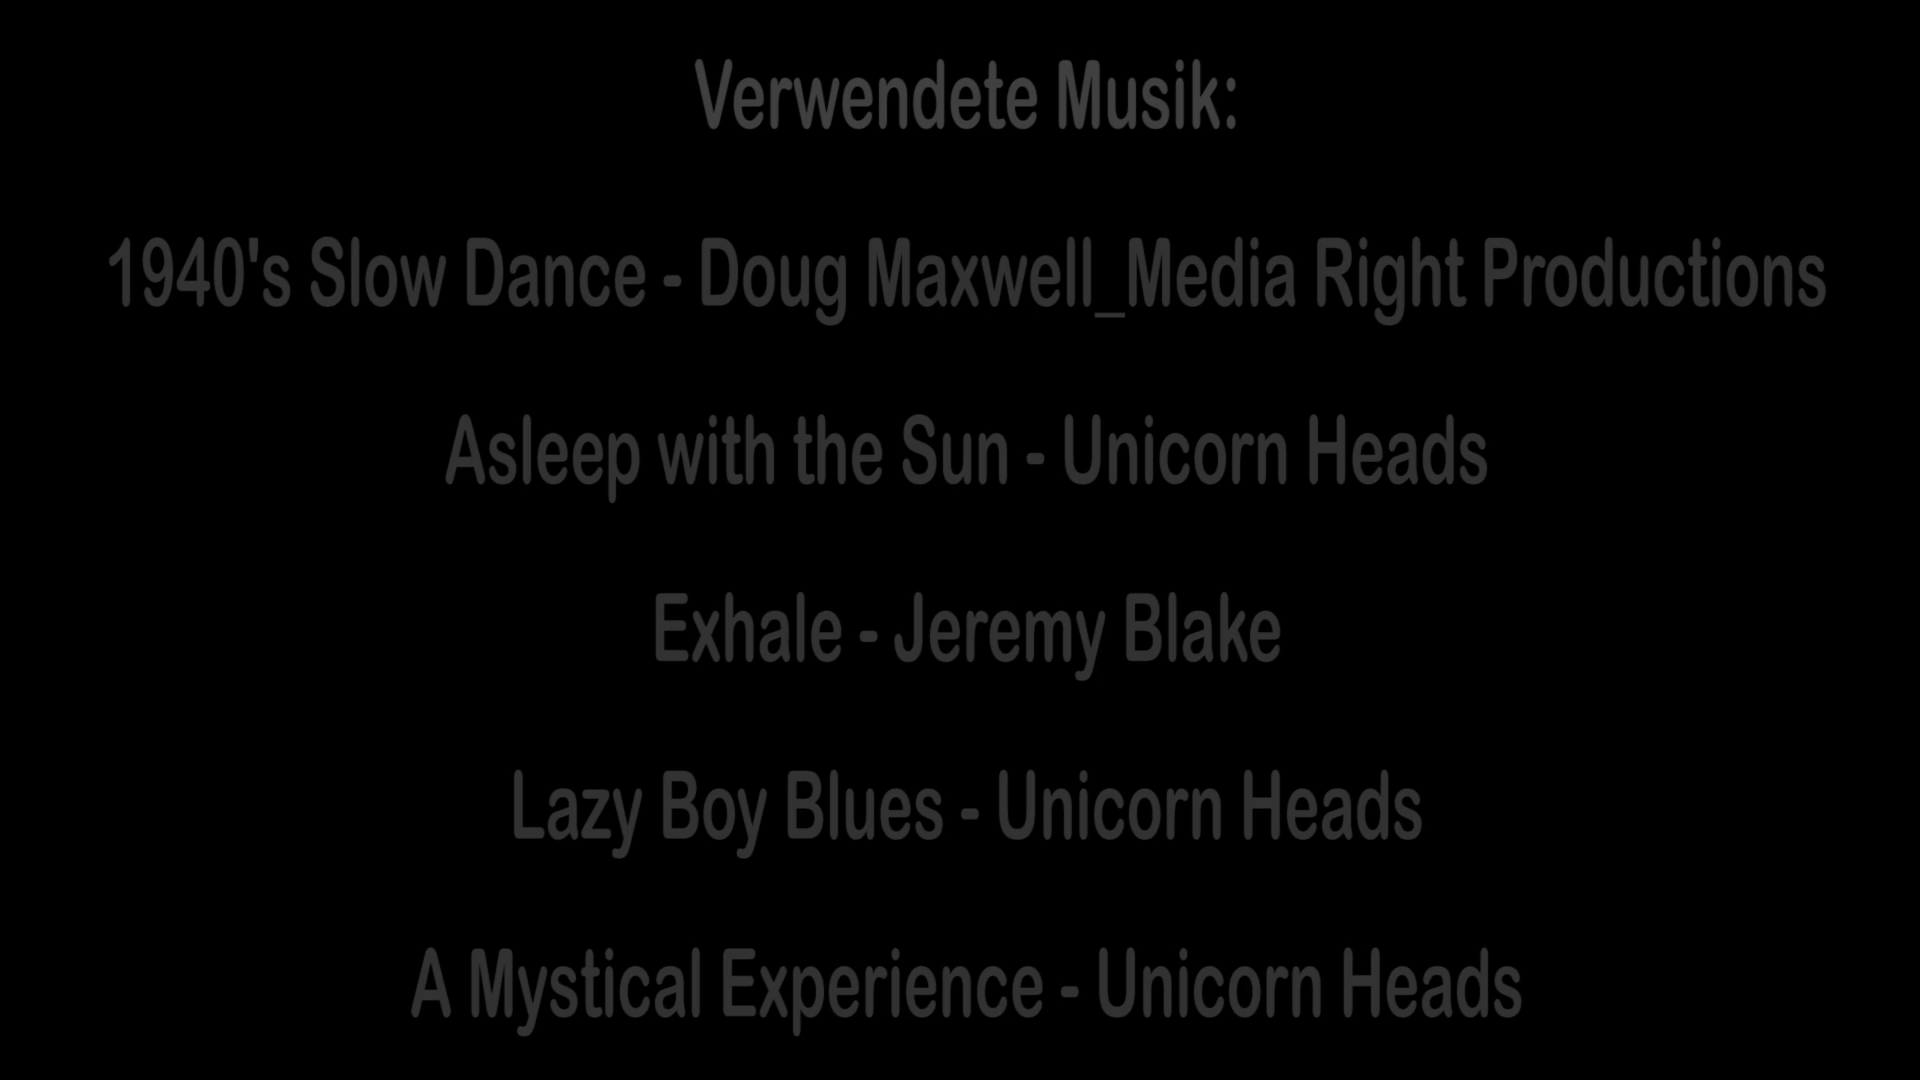 Verwendete Musik:
1940's Slow Dance - Doug Maxwell_Media Right Productions
Asleep with the Sun - Unicorn Heads
Exhale - Jeremy Blake
Lazy Boy Blues - Unicorn Heads
A Mystical Experience - Unicorn Heads